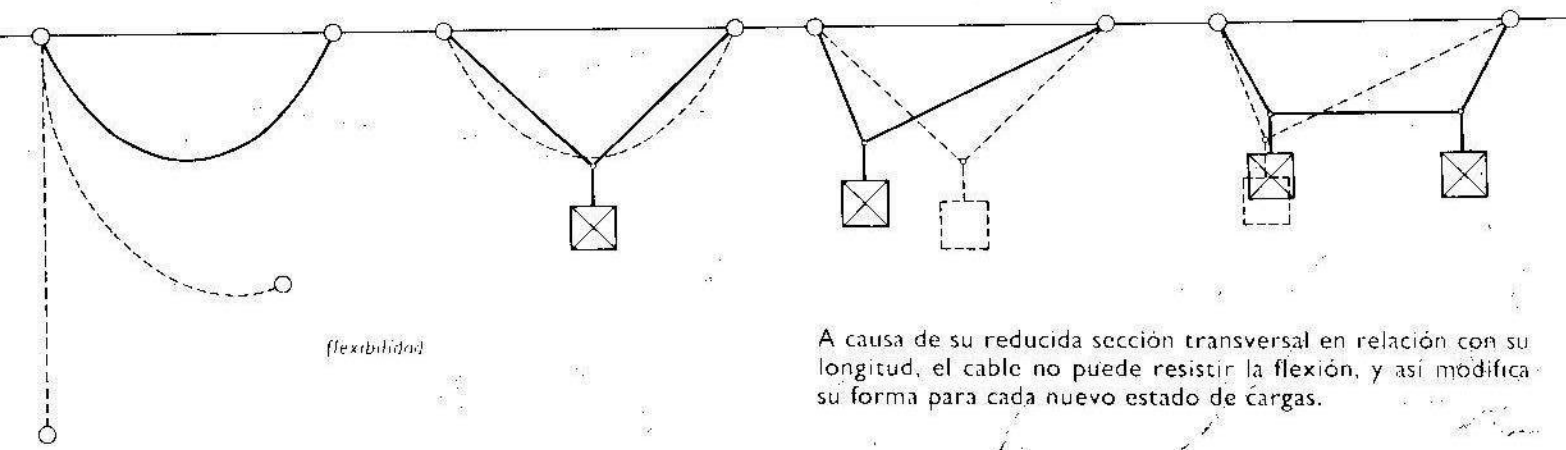 flexibilidad
A causa de su reducida sección transversal en relación con su
longitud, el cable no puede resistir la flexión, y así modifica
su forma para cada nuevo estado de cargas.